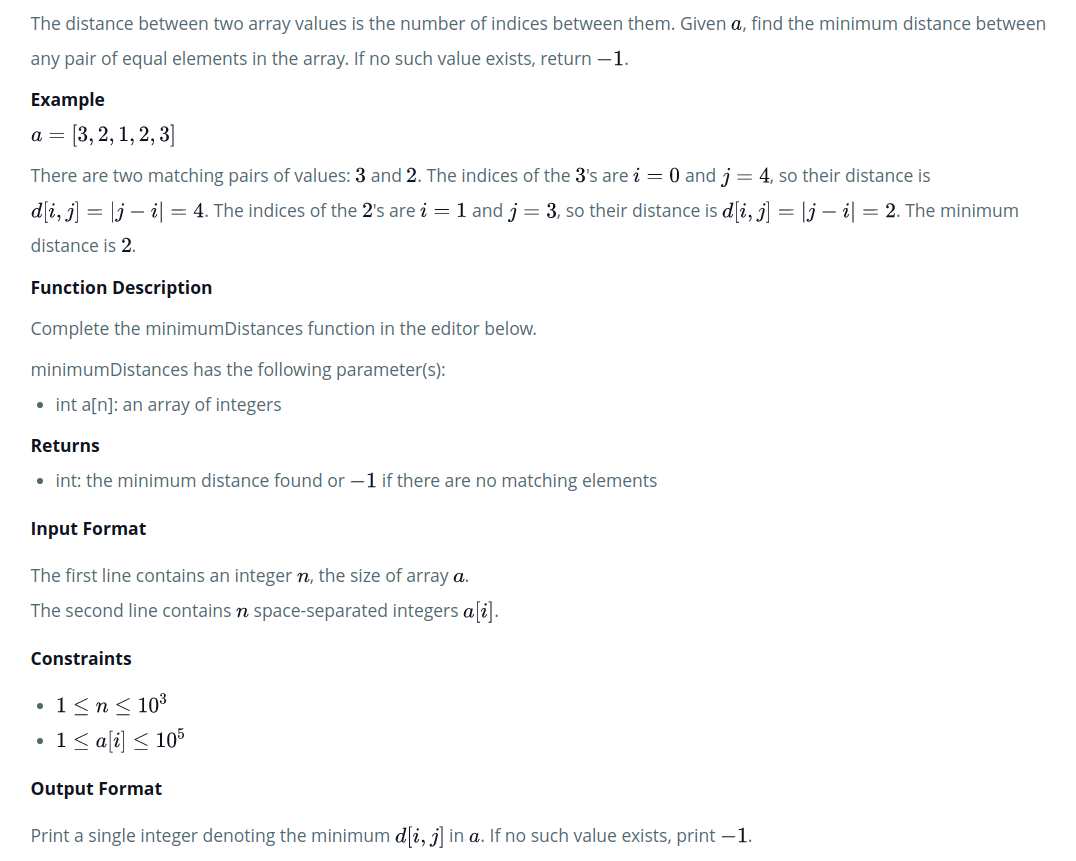 The distance between two array values is the number of indices between them. Given a, find the minimum distance between
any pair of equal elements in the array. If no such value exists, return −1.
Example
a = [3, 2, 1, 2, 3]
There are two matching pairs of values: 3 and 2. The indices of the 3's are i = 0 and j = 4, so their distance is
d[i, j] = |j − i| = 4. The indices of the 2's are i = 1 and j = 3, so their distance is d[i, j] = |j − i| = 2. The minimum
distance is 2.
Function Description
Complete the minimumDistances function in the editor below.
minimumDistances has the following parameter(s):
• int a[n]: an array of integers
Returns
• int: the minimum distance found or −1 if there are no matching elements
Input Format
The first line contains an integer n, the size of array a.
The second line contains n space-separated integers a[i].
Constraints
• 1 ≤ n ≤ 10³
• 1 ≤ a[i] ≤ 10⁵
Output Format
Print a single integer denoting the minimum d[i, j] in a. If no such value exists, print −1.